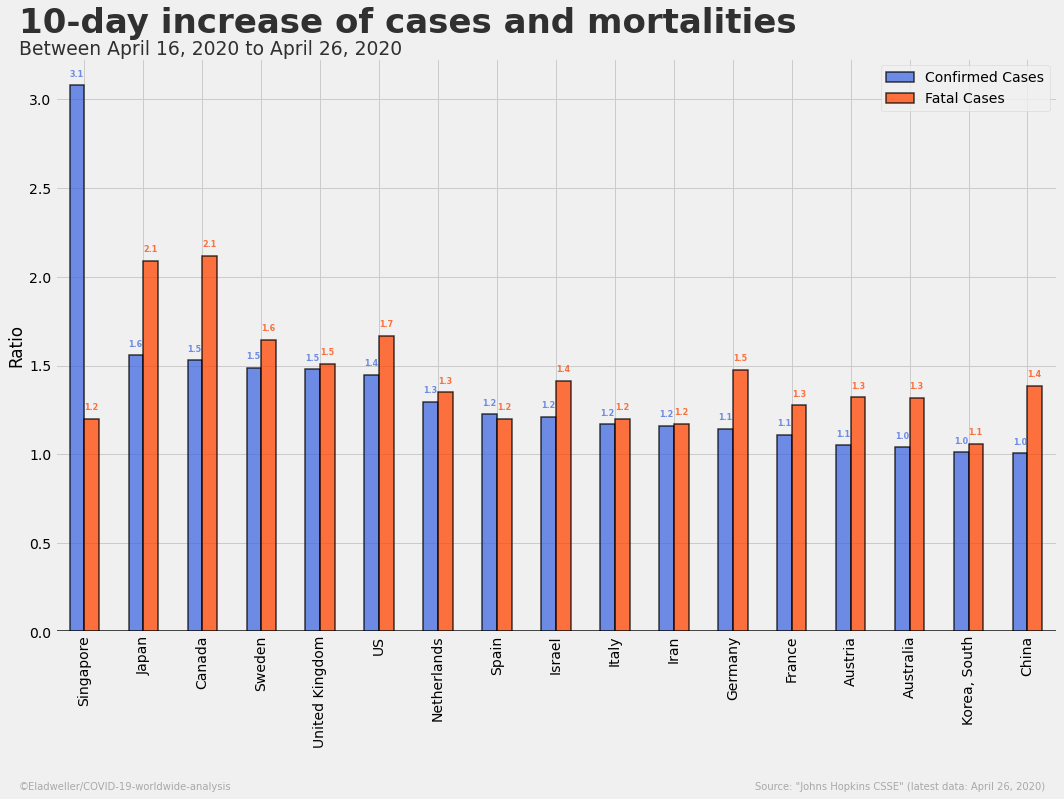 10-day increase of cases and mortalities
Between April 16, 2020 to April 26, 2020
Confirmed Cases
Fatal Cases
Ratio
3.0
2.5
2.0
1.5
1.0
0.5
0.0
3.1 1.2 1.6 2.1 1.5 2.1 1.5 1.6 1.5 1.5 1.4 1.7 1.3 1.3 1.2 1.2 1.2 1.4 1.2 1.2 1.2 1.2 1.1 1.5 1.1 1.3 1.1 1.3 1.0 1.3 1.0 1.1 1.0 1.4
Singapore
Japan
Canada
Sweden
United Kingdom
US
Netherlands
Spain
Israel
Italy
Iran
Germany
France
Austria
Australia
Korea, South
China
©Eladweller/COVID-19-worldwide-analysis
Source: "Johns Hopkins CSSE" (latest data: April 26, 2020)